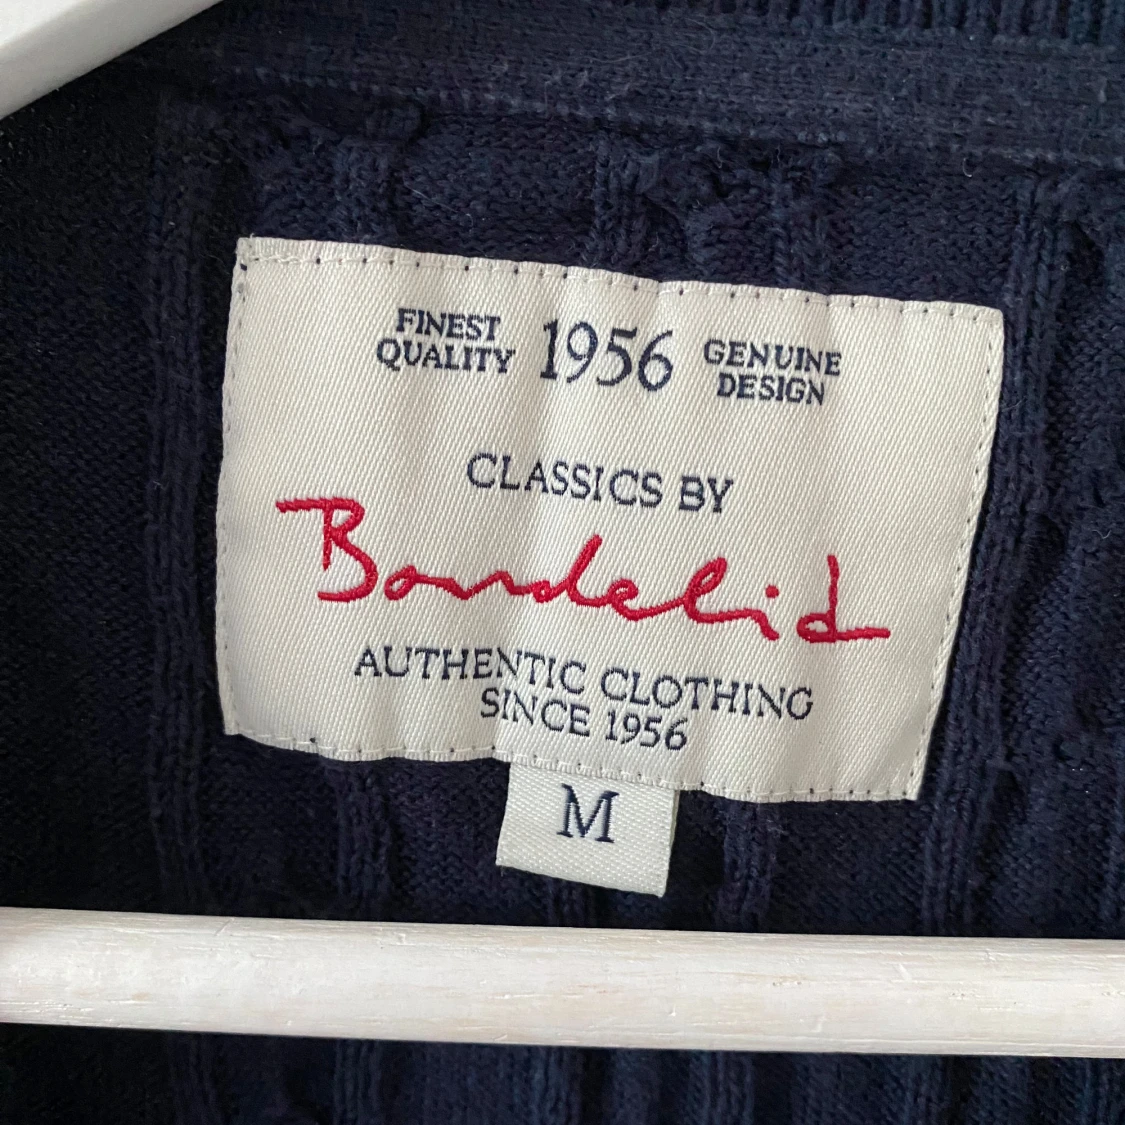 FINEST QUALITY 1956 GENUINE DESIGN
CLASSICS BY
Bondelid
AUTHENTIC CLOTHING
SINCE 1956
M